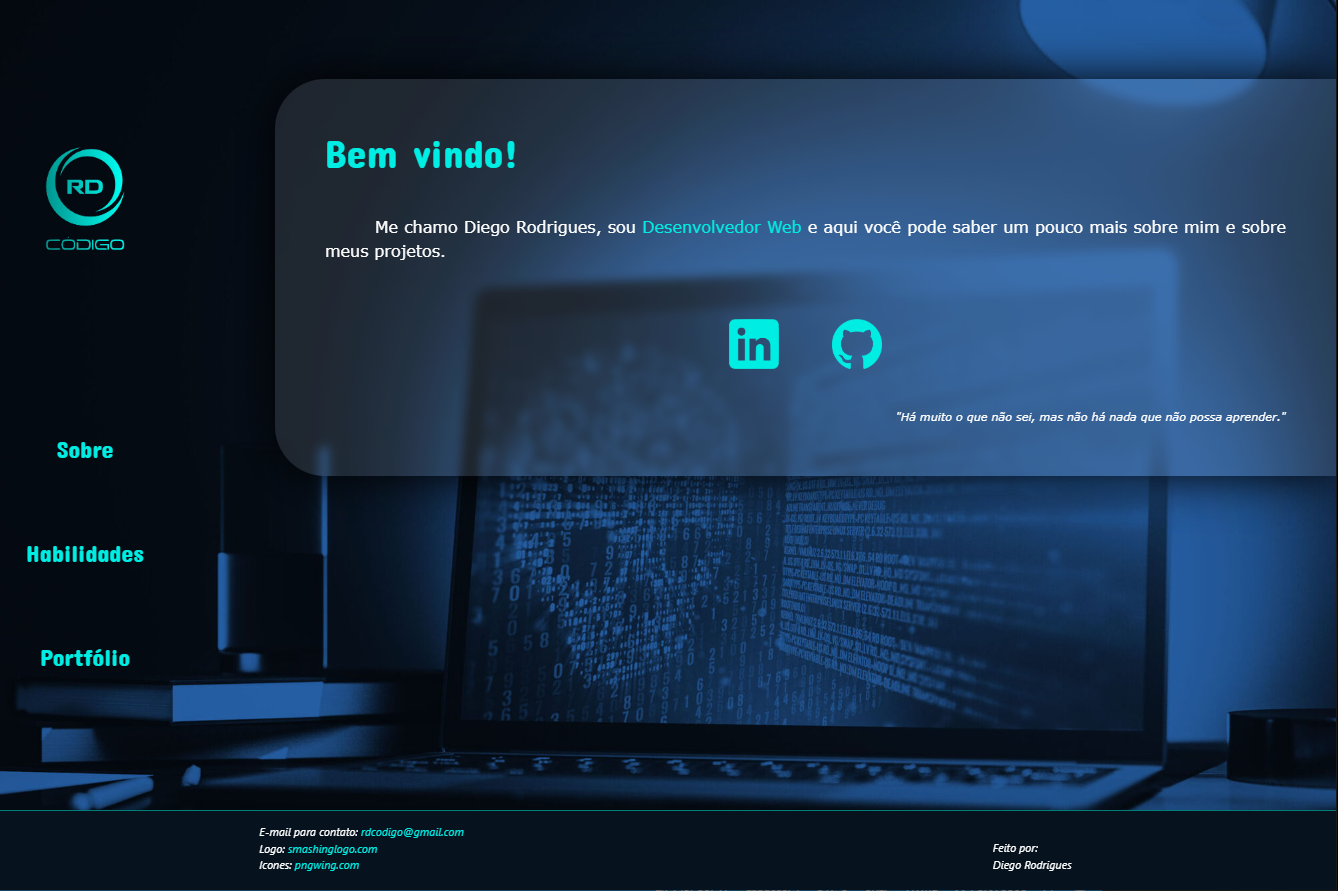 RD
CÓDIGO
Bem vindo!
Me chamo Diego Rodrigues, sou Desenvolvedor Web e aqui você pode saber um pouco mais sobre mim e sobre
meus projetos.
in
"Há muito o que não sei, mas não há nada que não possa aprender."
Sobre
Habilidades
Portfólio
E-mail para contato: rdcodigo@gmail.com
Logo: smashinglogo.com
Icones: pngwing.com
Feito por:
Diego Rodrigues